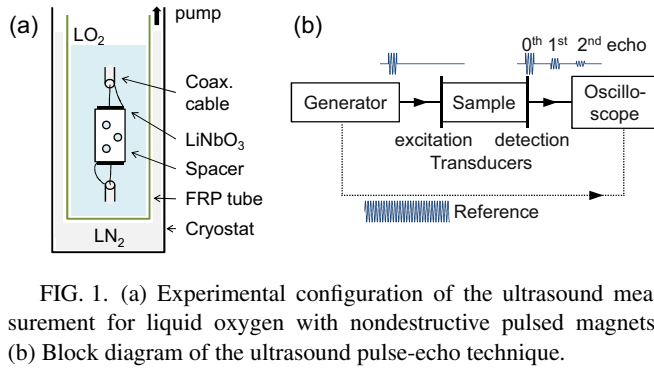 (a)
pump
LO2
Coax.
cable
LiNbO3
Spacer
FRP tube
LN2
Cryostat
(b)
0th 1st 2nd echo
Generator
Sample
Oscillo-
scope
excitation
detection
Transducers
Reference
FIG. 1. (a) Experimental configuration of the ultrasound mea-
surement for liquid oxygen with nondestructive pulsed magnets
(b) Block diagram of the ultrasound pulse-echo technique.